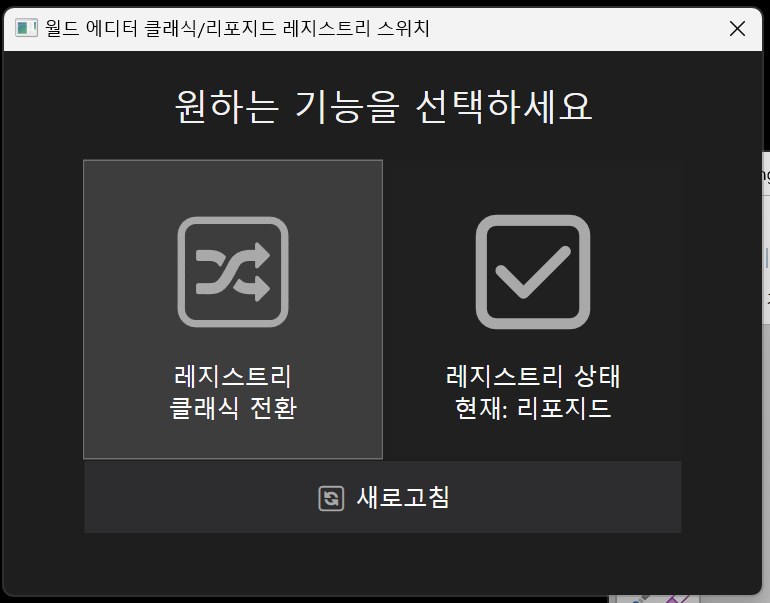 월드 에디터 클래식/리포지드 레지스트리 스위치
원하는 기능을 선택하세요
레지스트리
클래식 전환
레지스트리 상태
현재: 리포지드
새로고침